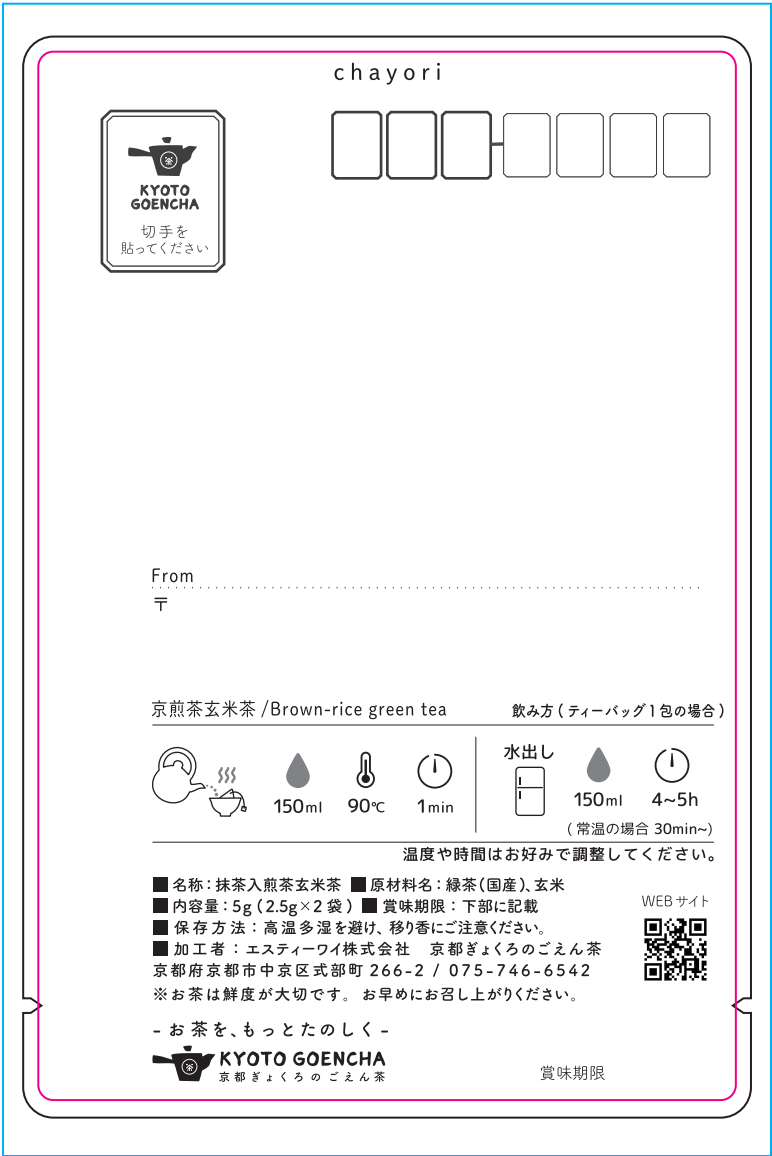 chayori
茶
KYOTO
GOENCHA
切手を
貼ってください
From
〒
京煎茶玄米茶 /Brown-rice green tea 飲み方 ( ティーバッグ1包の場合 )
水出し
150ml 90℃ 1min 150ml 4~5h
( 常温の場合 30min~)
温度や時間はお好みで調整してください。
■ 名称：抹茶入煎茶玄米茶 ■ 原材料名：緑茶（国産）、玄米
■ 内容量：5g（2.5g×2 袋） ■ 賞味期限：下部に記載
■ 保存方法：高温多湿を避け、移り香にご注意ください。
■ 加工者：エスティーワイ株式会社 京都ぎょくろのごえん茶
京都府京都市中京区式部町 266-2 / 075-746-6542
※お茶は鮮度が大切です。お早めにお召し上がりください。
WEBサイト
- お茶を、もっとたのしく -
茶 KYOTO GOENCHA
京都ぎょくろのごえん茶
賞味期限